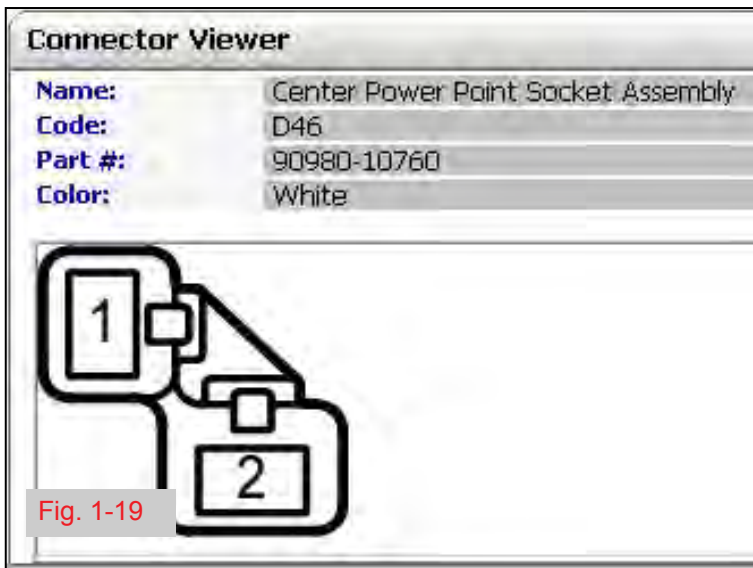 Connector Viewer
Name: Center Power Point Socket Assembly
Code: D46
Part #: 90980-10760
Color: White
1
2
Fig. 1-19